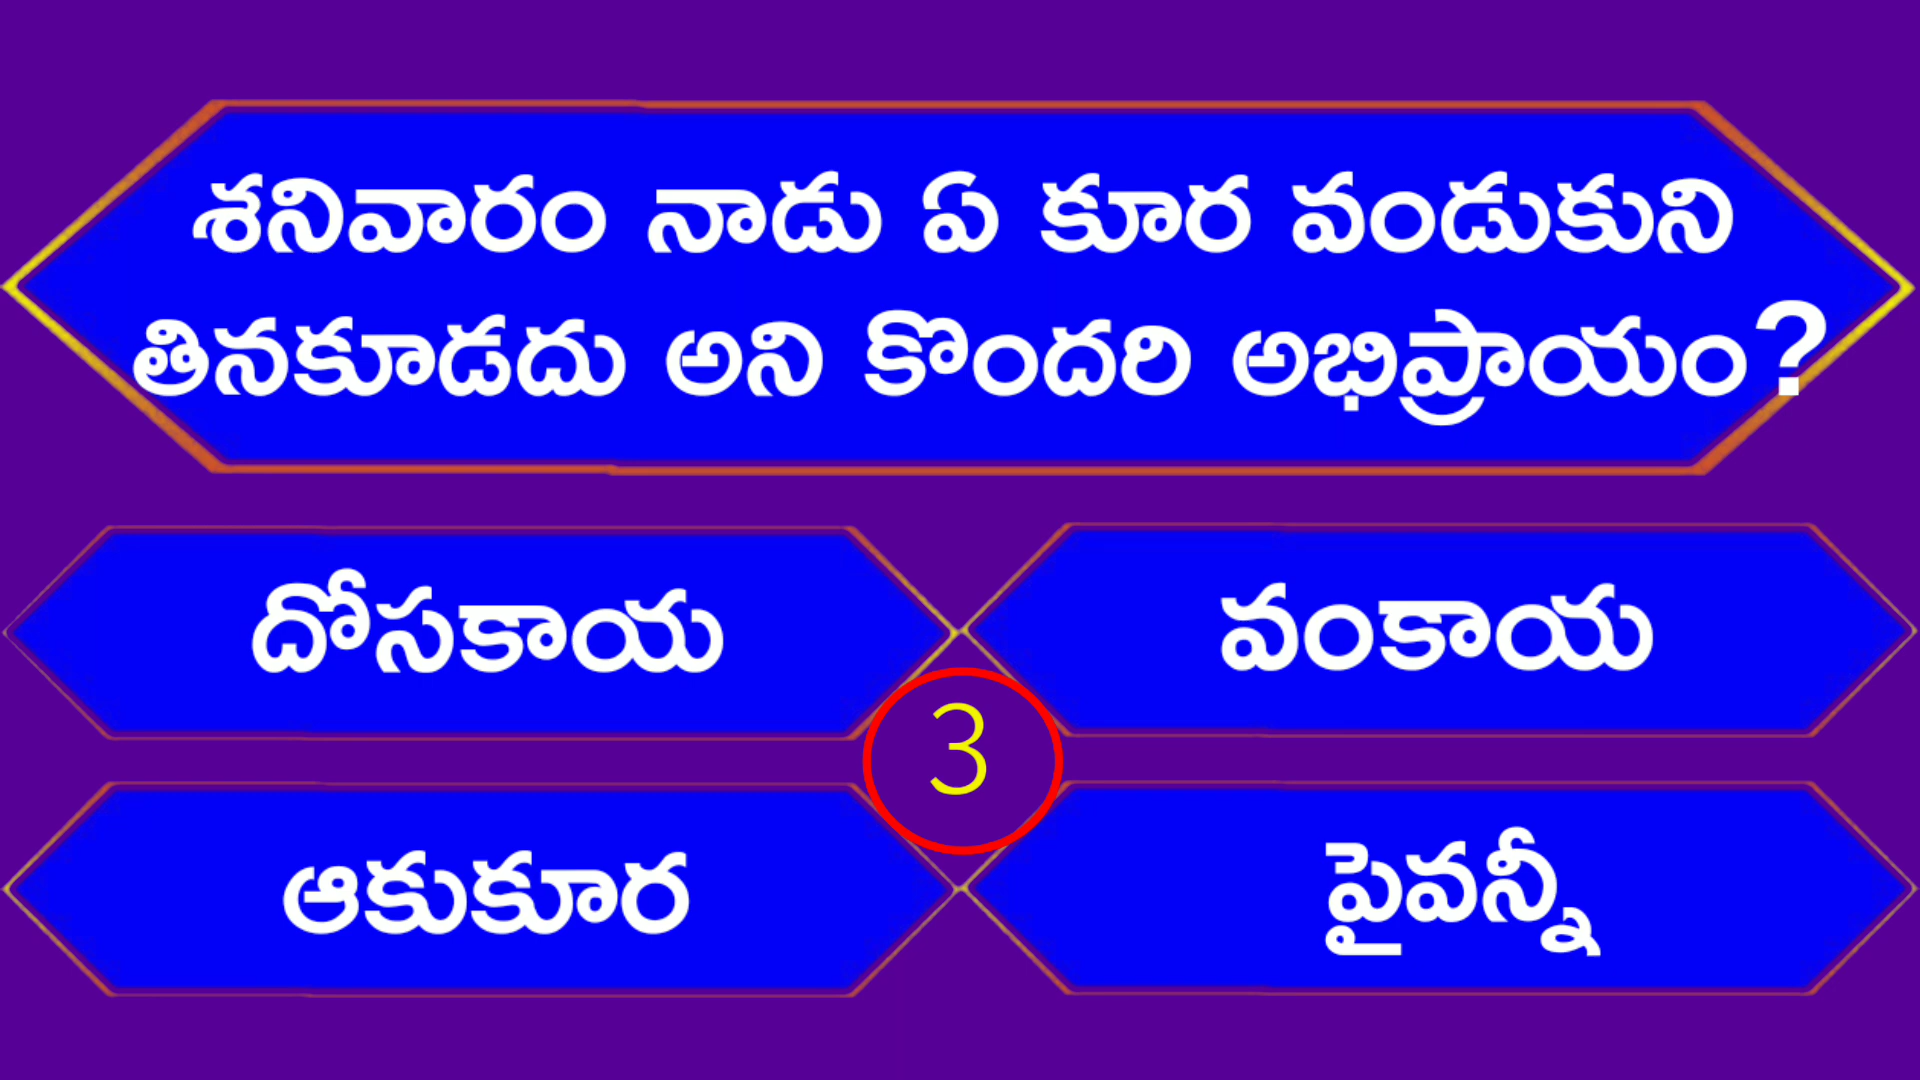 శనివారం నాడు ఏ కూర వండుకుని
తినకూడదు అని కొందరి అభిప్రాయం?
దోసకాయ
వంకాయ
3
ఆకుకూర
పైవన్నీ